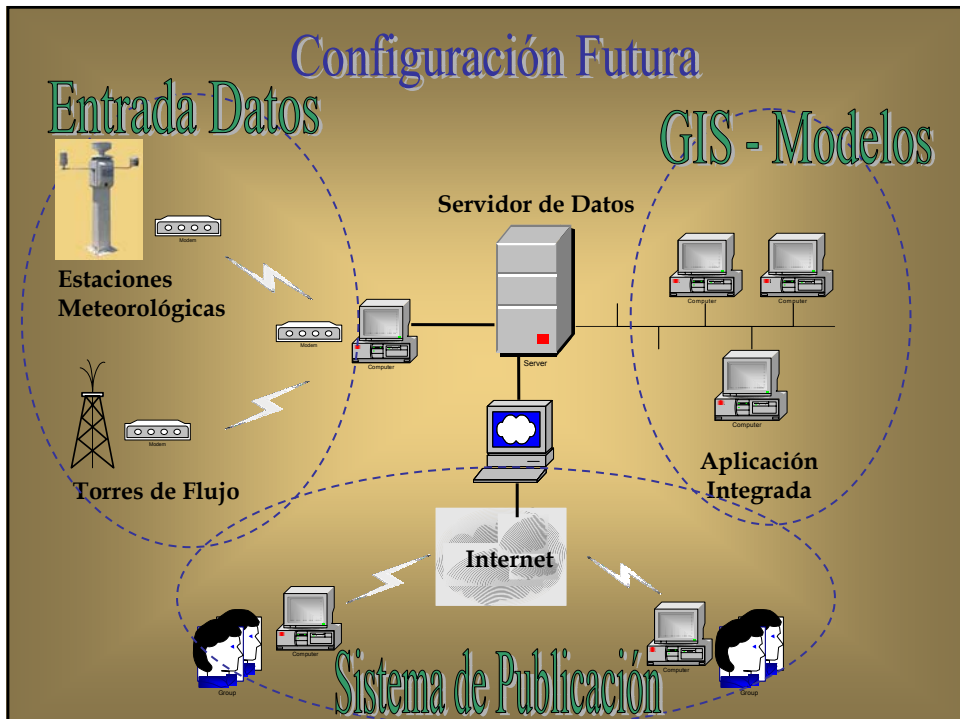 Configuración Futura
Entrada Datos
GIS - Modelos
Servidor de Datos
Modem
Computer
Computer
Estaciones
Meteorológicas
Modem
Computer
Server
Computer
Modem
Aplicación
Integrada
Torres de Flujo
Internet
Computer
Computer
Group
Group
Sistema de Publicación